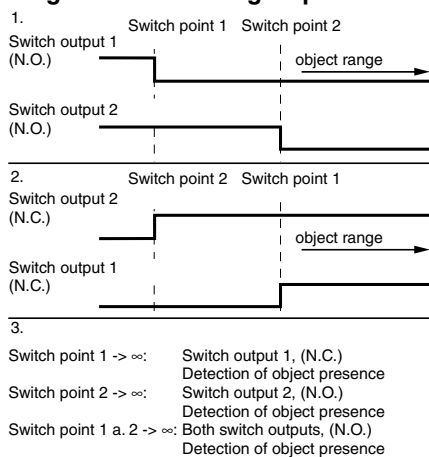 1.
Switch point 1 Switch point 2
Switch output 1
(N.O.)
object range
Switch output 2
(N.O.)
2.
Switch point 2 Switch point 1
Switch output 2
(N.C.)
object range
Switch output 1
(N.C.)
3.
Switch point 1 -> ∞: Switch output 1, (N.C.)
Detection of object presence
Switch point 2 -> ∞: Switch output 2, (N.O.)
Detection of object presence
Switch point 1 a. 2 -> ∞: Both switch outputs, (N.O.)
Detection of object presence